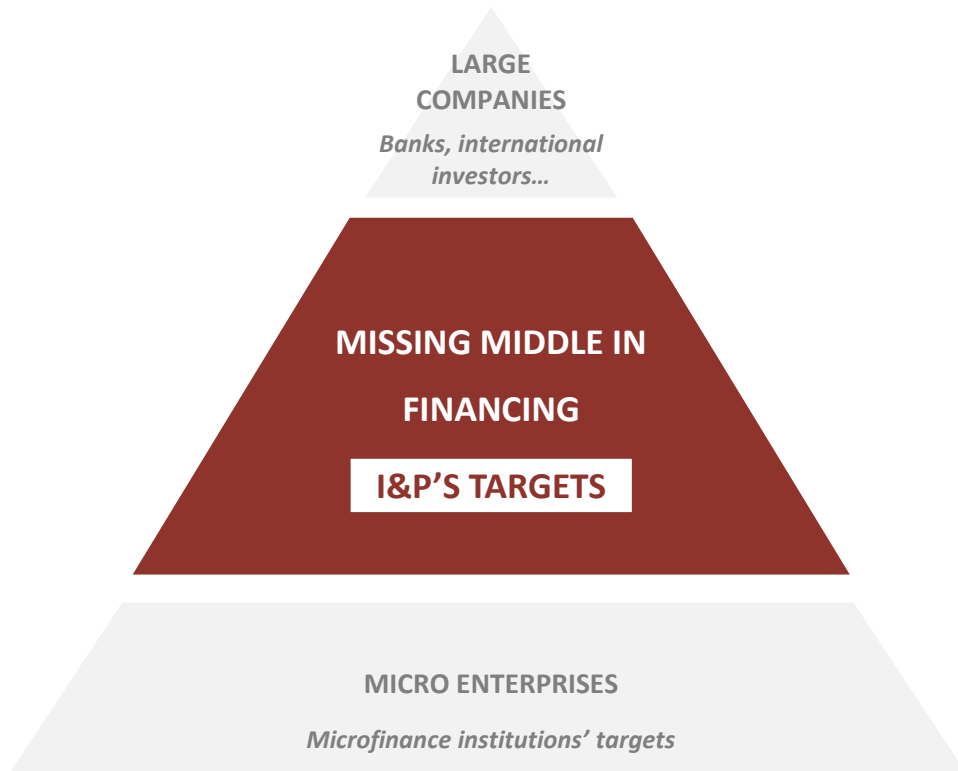 LARGE
COMPANIES
Banks, international
investors…
MISSING MIDDLE IN
FINANCING
I&P’S TARGETS
MICRO ENTERPRISES
Microfinance institutions’ targets